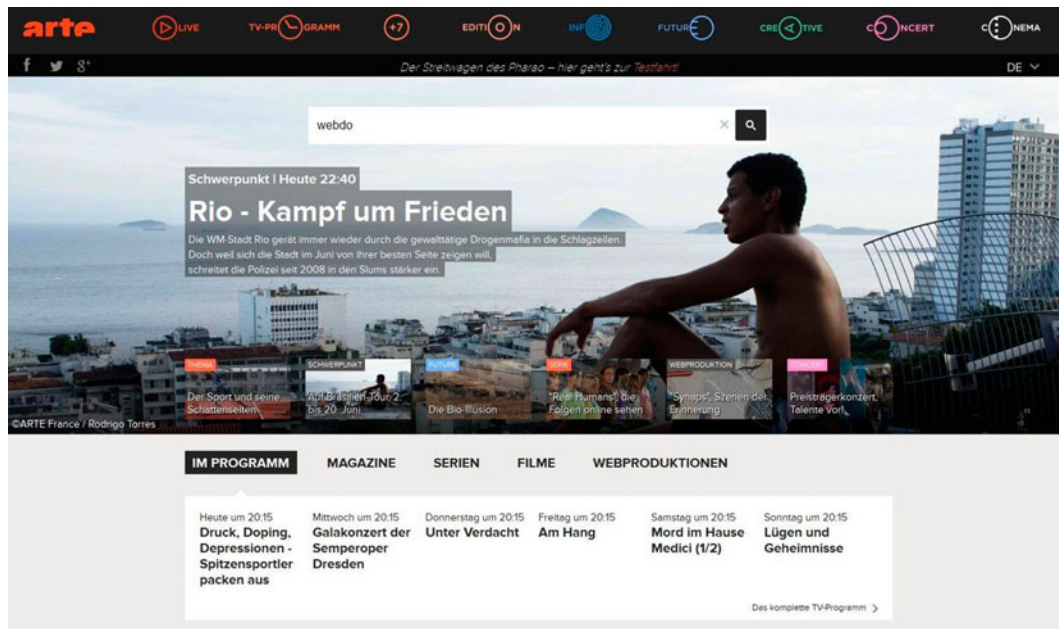 arte
LIVE
TV-PROGRAMM
+7
EDITION
INFO
FUTURE
CREATIVE
CONCERT
CINEMA
f
8+
Der Streitwagen des Pharao – hier geht's zur Testfahrt!
DE
webdo
Schwerpunkt | Heute 22:40
Rio - Kampf um Frieden
Die WM-Stadt Rio gerät immer wieder durch die gewalttätige Drogenmafia in die Schlagzeilen.
Doch weil sich die Stadt im Juni von ihrer besten Seite zeigen will,
schreitet die Polizei seit 2008 in den Slums stärker ein.
THEMA
Der Sport und seine
Schattenseiten
SCHWERPUNKT
Auf Brasilien-Tour, 2.
bis 20. Juni
FUTURE
Die Bio-Illusion
SERIE
"Real Humans", die
Folgen online sehen
WEBPRODUKTION
"Synaps", Szenen der
Erinnerung
CONCERT
Preisträgerkonzert,
Talente vor!
©ARTE France / Rodrigo Torres
IM PROGRAMM
MAGAZINE
SERIEN
FILME
WEBPRODUKTIONEN
Heute um 20:15
Druck, Doping,
Depressionen -
Spitzensportler
packen aus
Mittwoch um 20:15
Galakonzert der
Semperoper
Dresden
Donnerstag um 20:15
Unter Verdacht
Freitag um 20:15
Am Hang
Samstag um 20:15
Mord im Hause
Medici (1/2)
Sonntag um 20:15
Lügen und
Geheimnisse
Das komplette TV-Programm